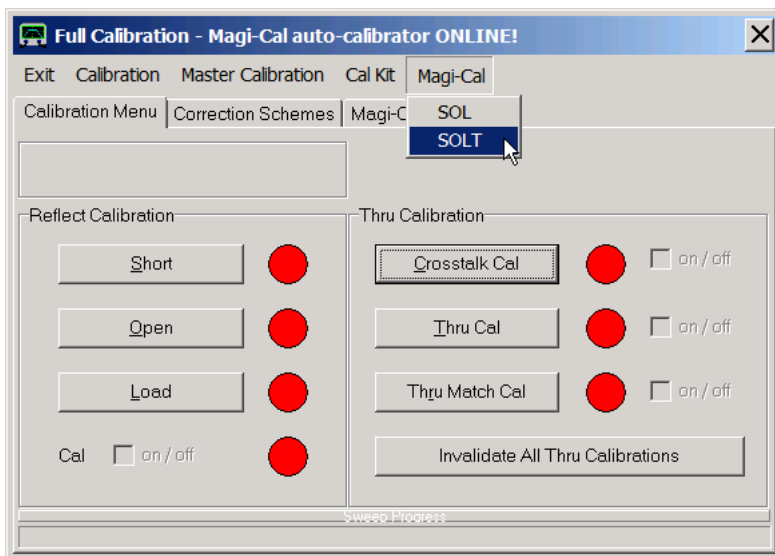 Full Calibration - Magi-Cal auto-calibrator ONLINE!
Exit Calibration Master Calibration Cal Kit Magi-Cal
Calibration Menu Correction Schemes Magi-C
SOL
SOLT
Reflect Calibration
Short
Open
Load
Cal on / off
Thru Calibration
Crosstalk Cal on / off
Thru Cal on / off
Thru Match Cal on / off
Invalidate All Thru Calibrations
Sweep Progress